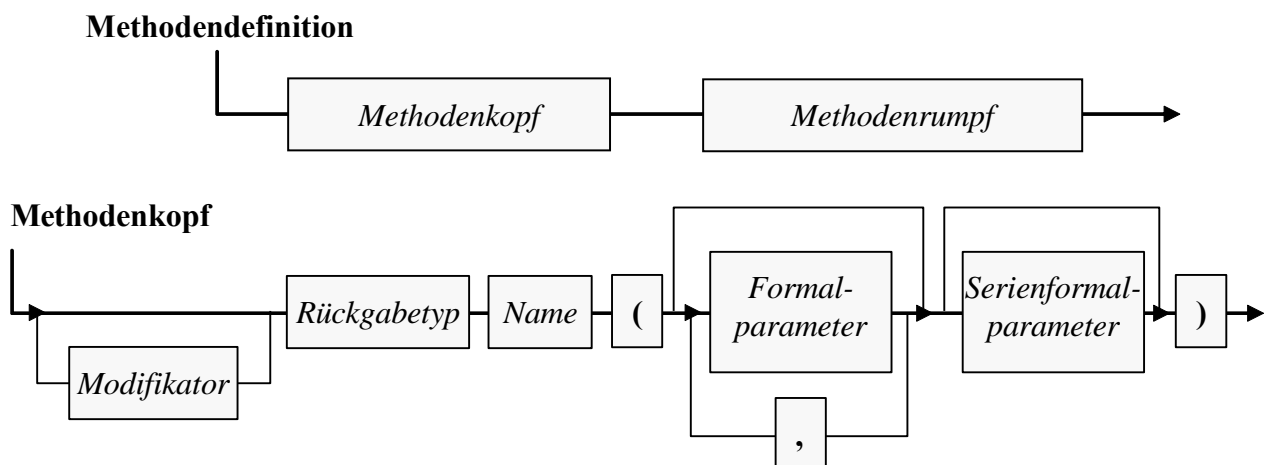 Methodendefinition
Methodenkopf Methodenrumpf
Methodenkopf
Rückgabetyp Name ( Formal-
parameter Serienformal-
parameter )
Modifikator
,